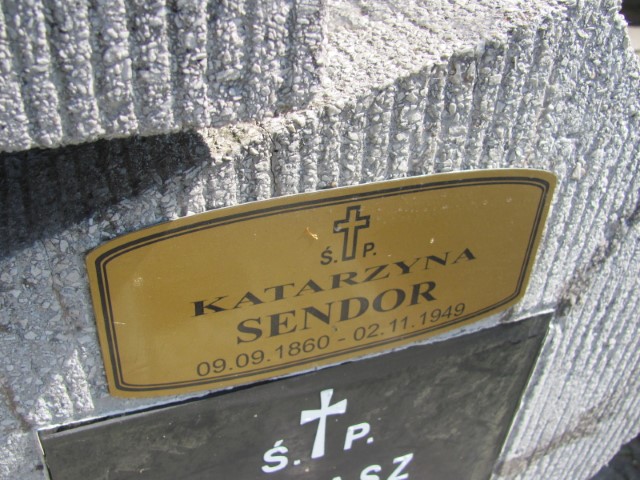 Ś. P.
KATARZYNA
SENDOR
09.09.1860 - 02.11.1949
Ś. P.